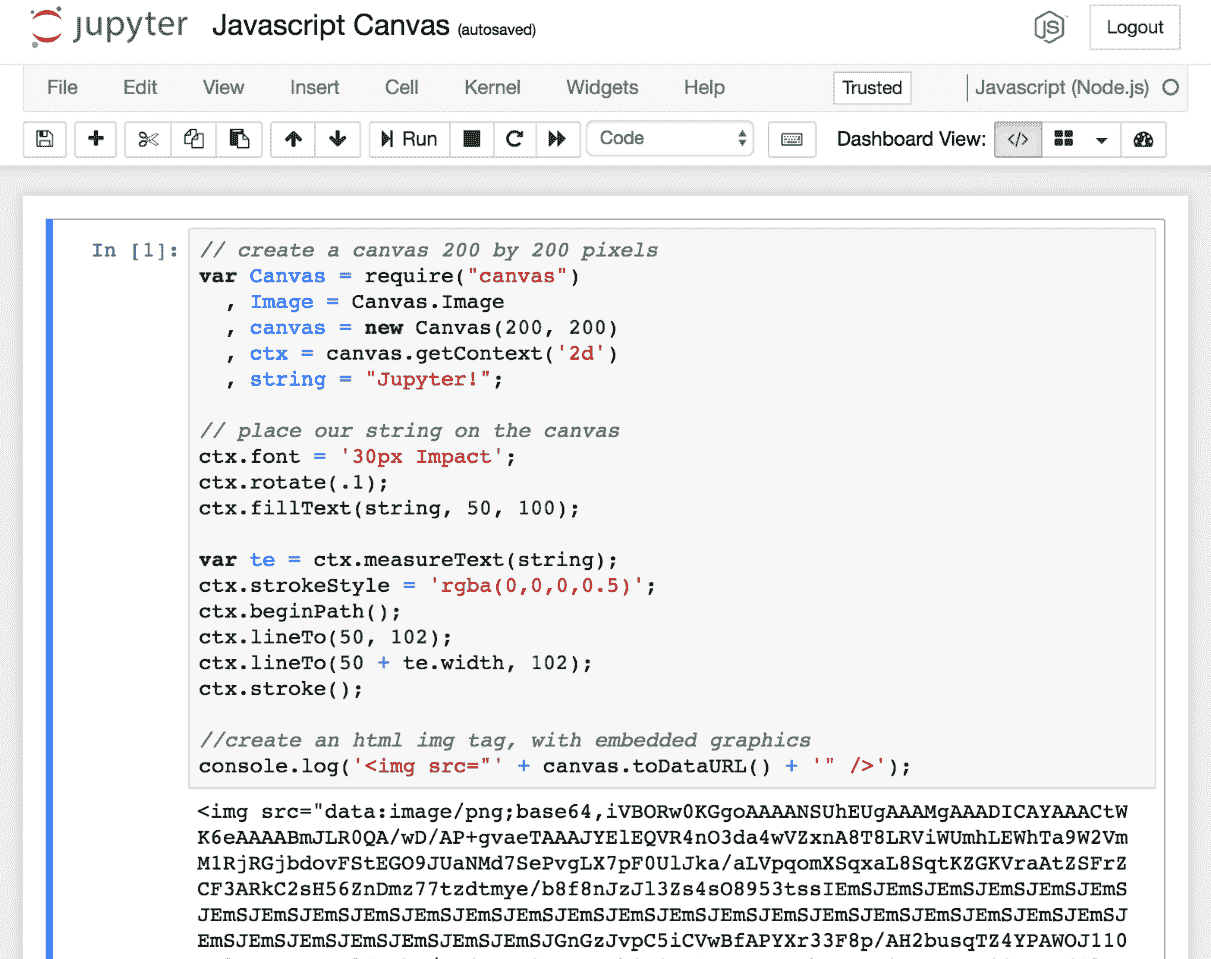 jupyter Javascript Canvas (autosaved)
JS
Logout
File Edit View Insert Cell Kernel Widgets Help Trusted Javascript (Node.js)
Run Code Dashboard View: </>
In [1]:
// create a canvas 200 by 200 pixels
var Canvas = require("canvas")
  , Image = Canvas.Image
  , canvas = new Canvas(200, 200)
  , ctx = canvas.getContext('2d')
  , string = "Jupyter!";
// place our string on the canvas
ctx.font = '30px Impact';
ctx.rotate(.1);
ctx.fillText(string, 50, 100);
var te = ctx.measureText(string);
ctx.strokeStyle = 'rgba(0,0,0,0.5)';
ctx.beginPath();
ctx.lineTo(50, 102);
ctx.lineTo(50 + te.width, 102);
ctx.stroke();
//create an html img tag, with embedded graphics
console.log('<img src="' + canvas.toDataURL() + '" />');
<img src="data:image/png;base64,iVBORw0KGgoAAAANSUhEUgAAAMgAAADICAYAAACtW
K6eAAAABmJLR0QA/wD/AP+gvaeTAAAJYElEQVR4nO3da4wVZxnA8T8LRViWUmhLEWhTa9W2Vm
M1RjRGjbdovFStEGO9JUaNMd7SePvgLX7pF0UlJka/aLVpqomXSqxaL8SqtKZGKVraAtZSFrZ
CF3ARkC2sH56ZnDmz77tzdtmye/b8f8nJzJzJl3Zs4sO8953tssIEmSJEmSJEmSJEmSJEmSJEmS
JEmSJEmSJEmSJEmSJEmSJEmSJEmSJEmSJEmSJEmSJEmSJEmSJEmSJEmSJEmSJEmSJEmSJEmSJ
EmSJEmSJEmSJEmSJEmSJEmSJEmSJGnGzJvpC5iCVwBfAPYXr33F8p/AH2busqTZ4YPAWOJ110